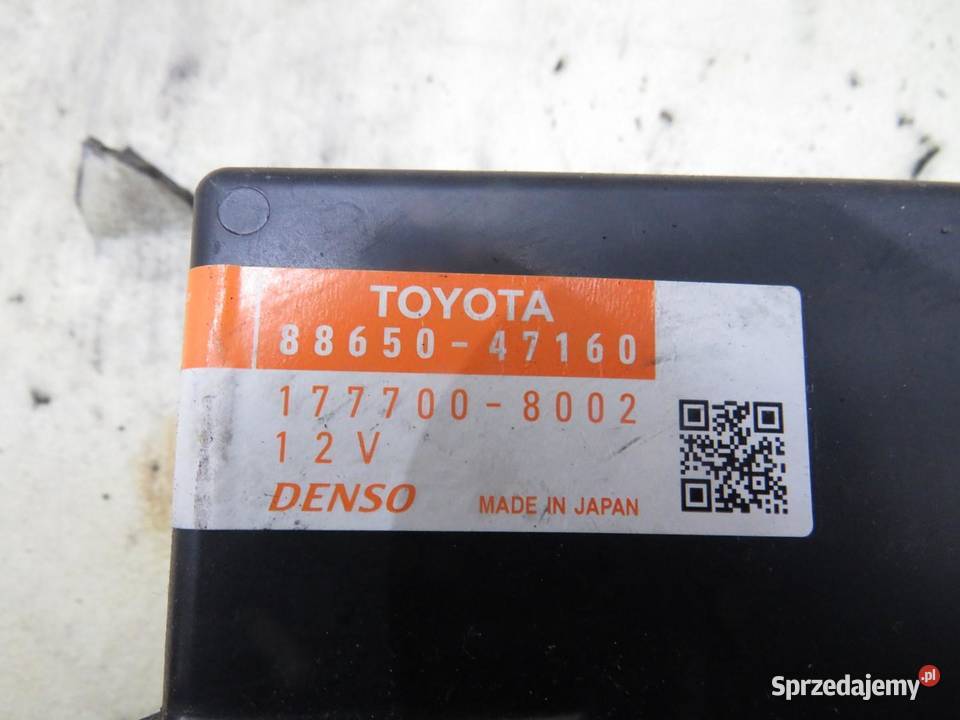 TOYOTA
88650-47160
177700-8002
12V
DENSO MADE IN JAPAN
Sprzedajemy.pl